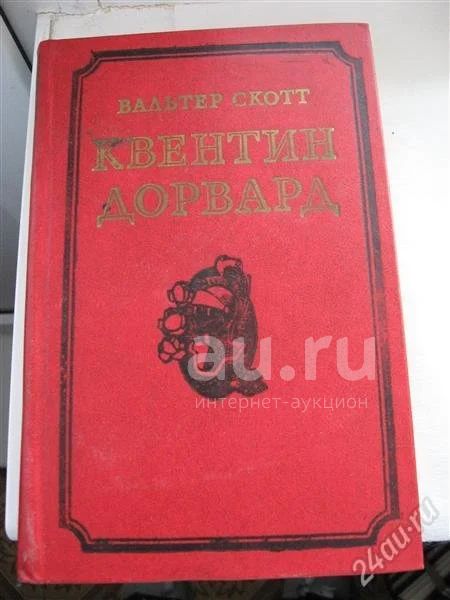 ВАЛЬТЕР СКОТТ
КВЕНТИН
ДОРВАРД
au.ru
интернет-аукцион
24au.ru